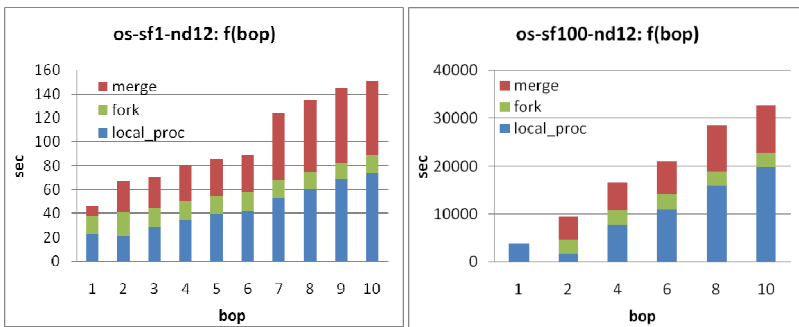 os-sf1-nd12: f(bop)
160
140
120
100
80
60
40
20
0
sec
merge
fork
local_proc
1 2 3 4 5 6 7 8 9 10
bop
os-sf100-nd12: f(bop)
40000
30000
20000
10000
0
sec
merge
fork
local_proc
1 2 4 6 8 10
bop